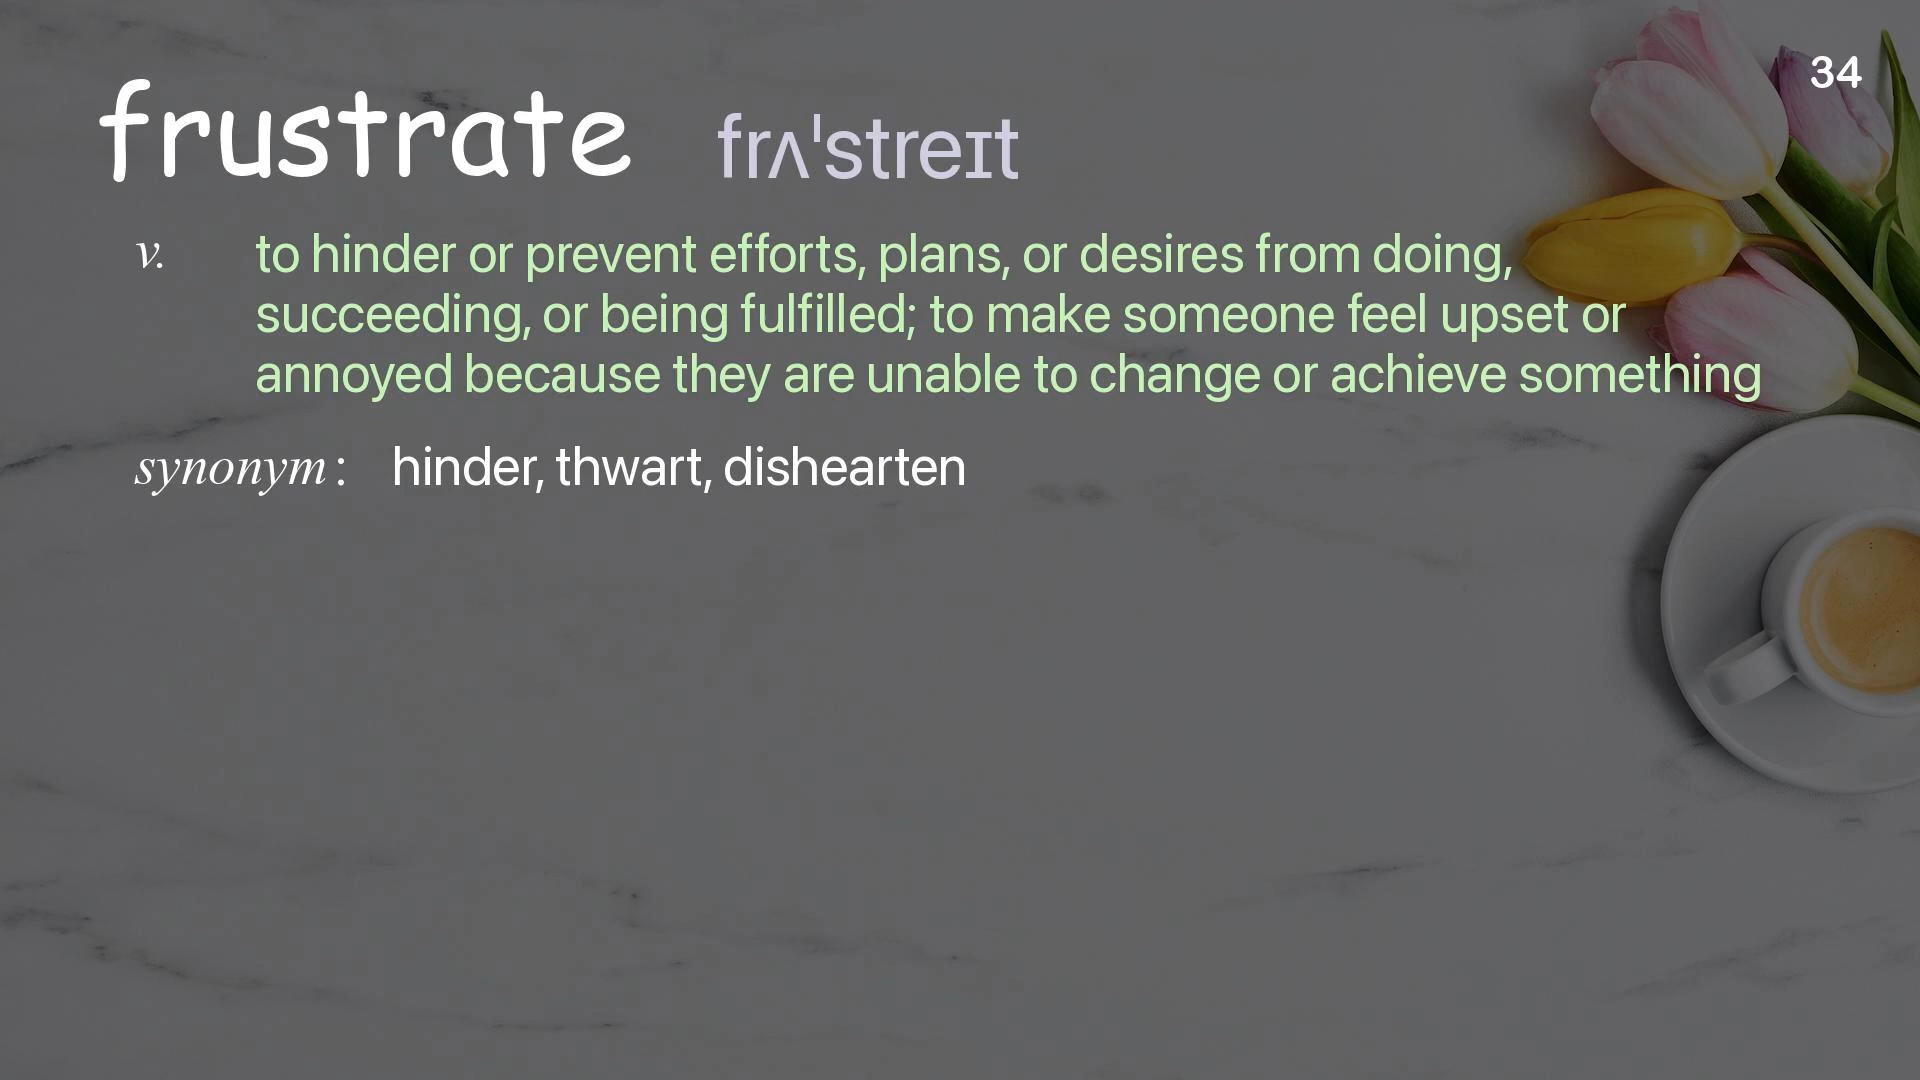 34
frustrate frʌˈstreɪt
v. to hinder or prevent efforts, plans, or desires from doing,
succeeding, or being fulfilled; to make someone feel upset or
annoyed because they are unable to change or achieve something
synonym : hinder, thwart, dishearten